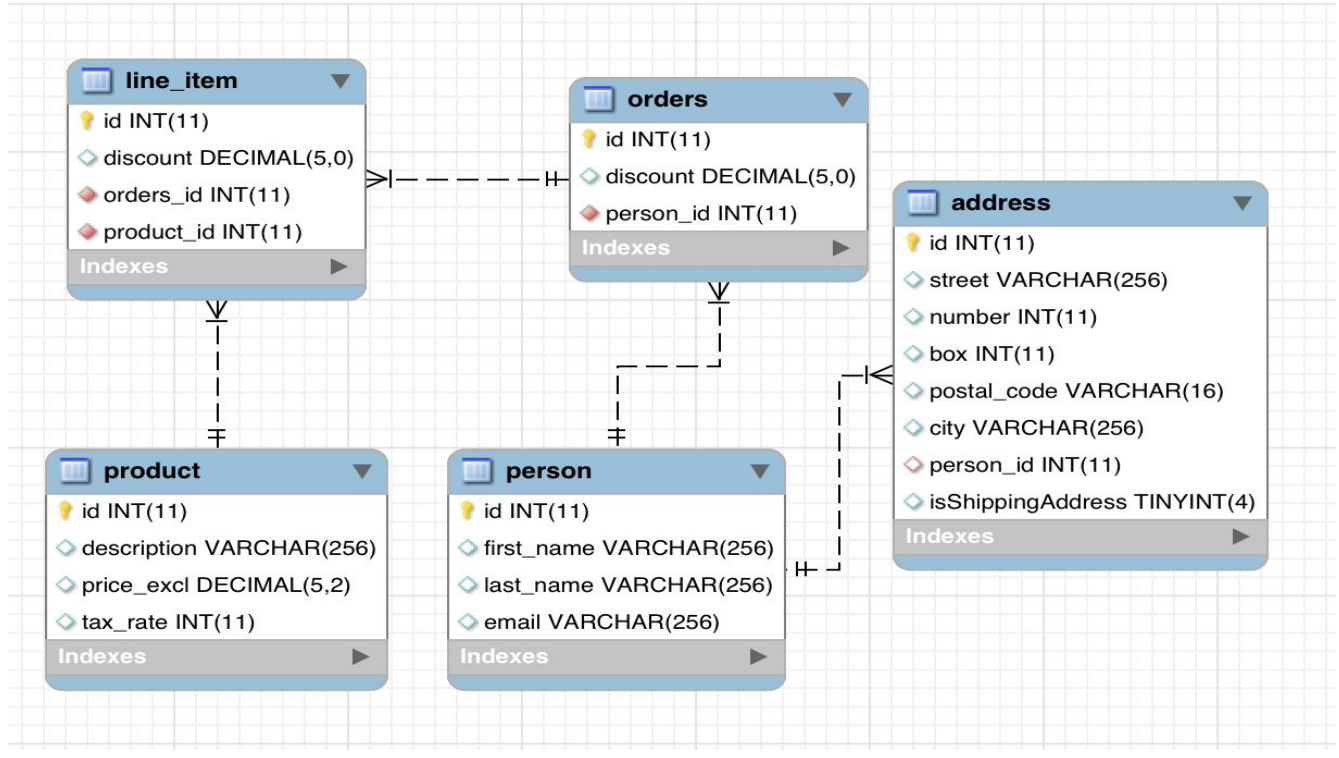 line_item
id INT(11)
discount DECIMAL(5,0)
orders_id INT(11)
product_id INT(11)
Indexes
orders
id INT(11)
discount DECIMAL(5,0)
person_id INT(11)
Indexes
address
id INT(11)
street VARCHAR(256)
number INT(11)
box INT(11)
postal_code VARCHAR(16)
city VARCHAR(256)
person_id INT(11)
isShippingAddress TINYINT(4)
Indexes
product
id INT(11)
description VARCHAR(256)
price_excl DECIMAL(5,2)
tax_rate INT(11)
Indexes
person
id INT(11)
first_name VARCHAR(256)
last_name VARCHAR(256)
email VARCHAR(256)
Indexes